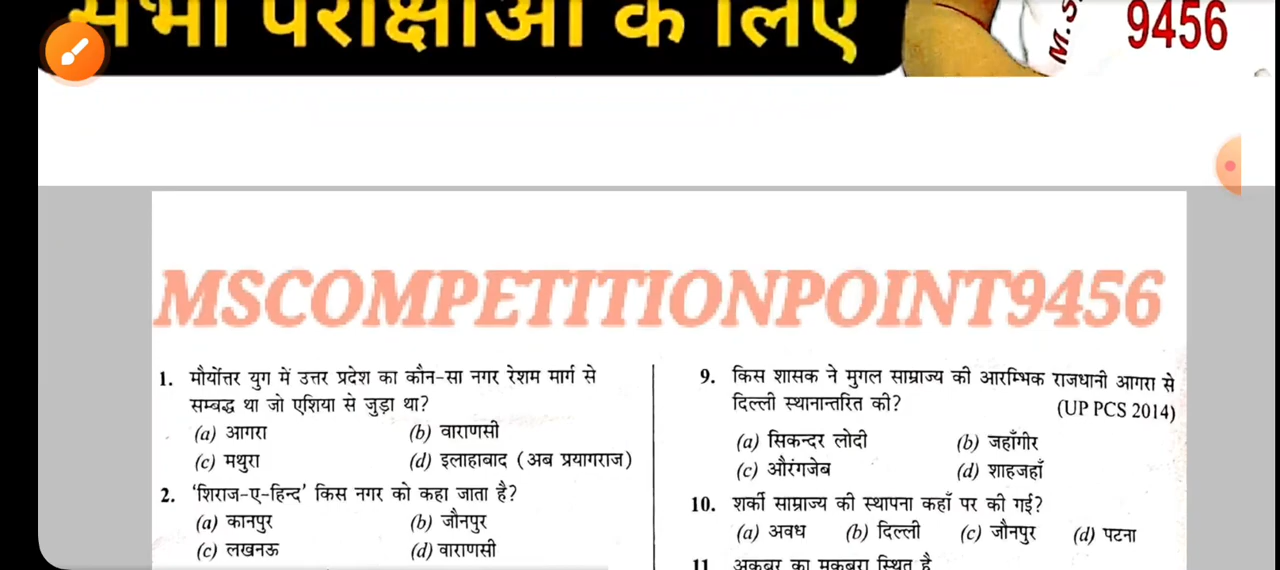 सभी परीक्षाओं के लिए
M.S
9456
MSCOMPETITIONPOINT9456
1. मौर्योत्तर युग में उत्तर प्रदेश का कौन-सा नगर रेशम मार्ग से
सम्बद्ध था जो एशिया से जुड़ा था?
(a) आगरा (b) वाराणसी
(c) मथुरा (d) इलाहाबाद (अब प्रयागराज)
2. 'शिराज-ए-हिन्द' किस नगर को कहा जाता है?
(a) कानपुर (b) जौनपुर
(c) लखनऊ (d) वाराणसी
9. किस शासक ने मुगल साम्राज्य की आरम्भिक राजधानी आगरा से
दिल्ली स्थानान्तरित की? (UP PCS 2014)
(a) सिकन्दर लोदी (b) जहाँगीर
(c) औरंगजेब (d) शाहजहाँ
10. शर्की साम्राज्य की स्थापना कहाँ पर की गई?
(a) अवध (b) दिल्ली (c) जौनपुर (d) पटना
11 अकबर का मकबरा स्थित है